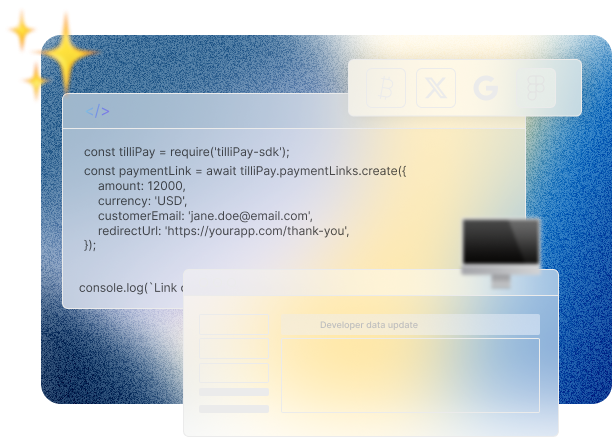 </>
const tilliPay = require('tilliPay-sdk');
const paymentLink = await tilliPay.paymentLinks.create({
amount: 12000,
currency: 'USD',
customerEmail: 'jane.doe@email.com',
redirectUrl: 'https://yourapp.com/thank-you',
});
console.log(`Link
Developer data update